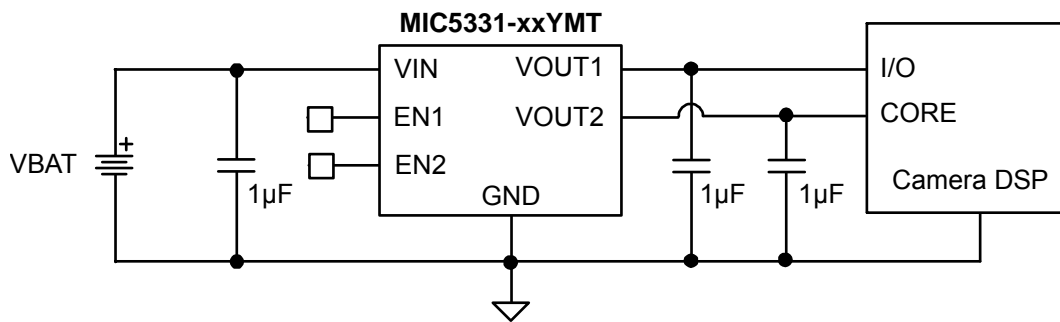 MIC5331-xxYMT
VIN
VOUT1
EN1
VOUT2
EN2
GND
VBAT
+
1µF
1µF
1µF
I/O
CORE
Camera DSP